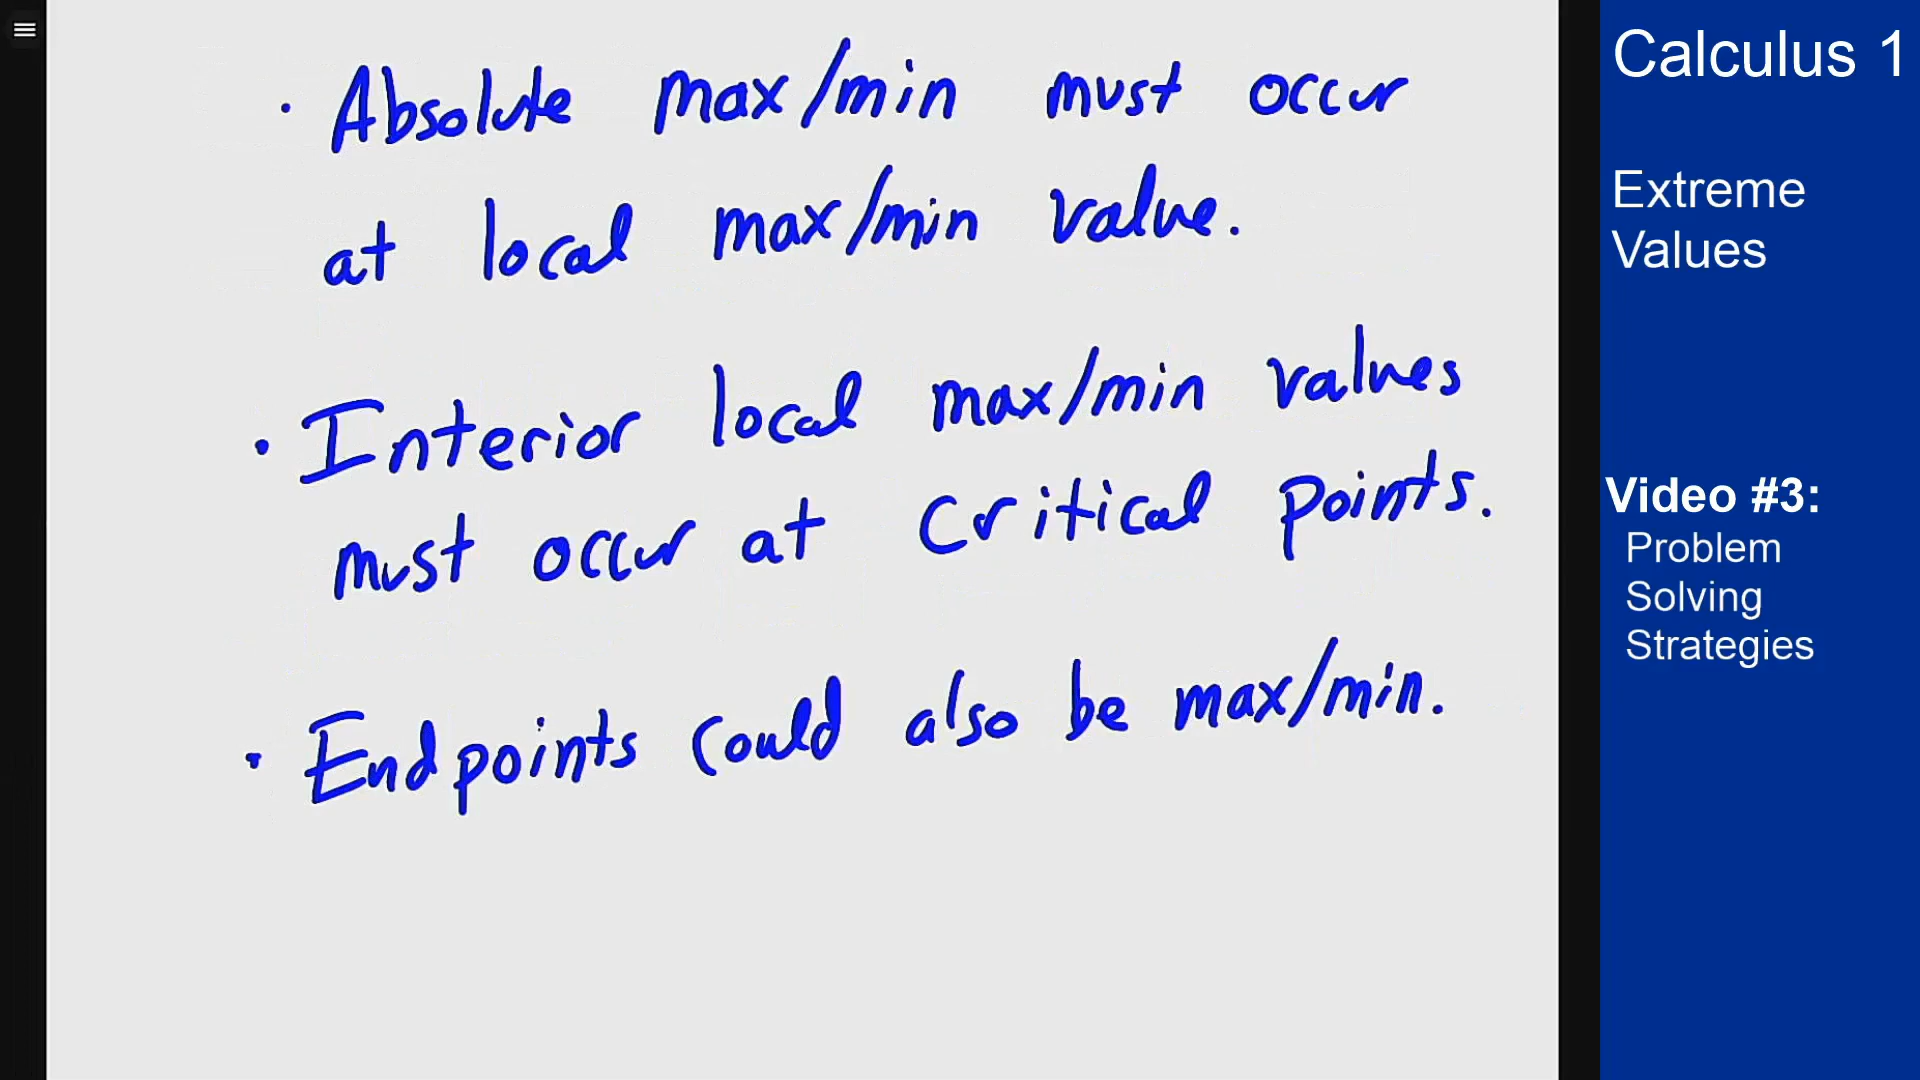 · Absolute max/min must occur
at local max/min value.
· Interior local max/min values
must occur at critical points.
· Endpoints could also be max/min.
Calculus 1
Extreme
Values
Video #3:
Problem
Solving
Strategies